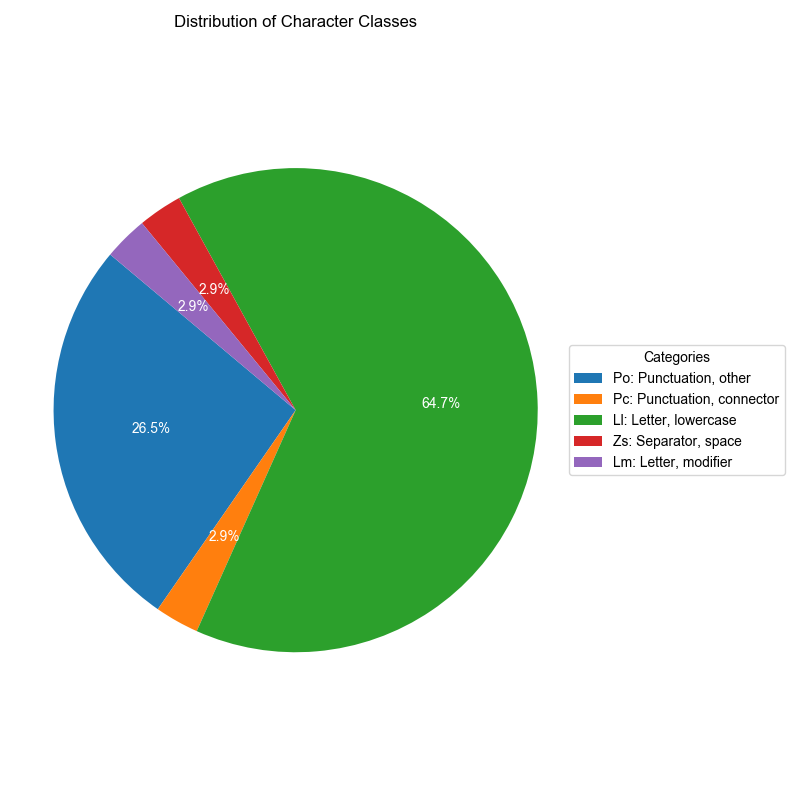 Distribution of Character Classes
2.9%
2.9%
64.7%
26.5%
2.9%
Categories
Po: Punctuation, other
Pc: Punctuation, connector
Ll: Letter, lowercase
Zs: Separator, space
Lm: Letter, modifier